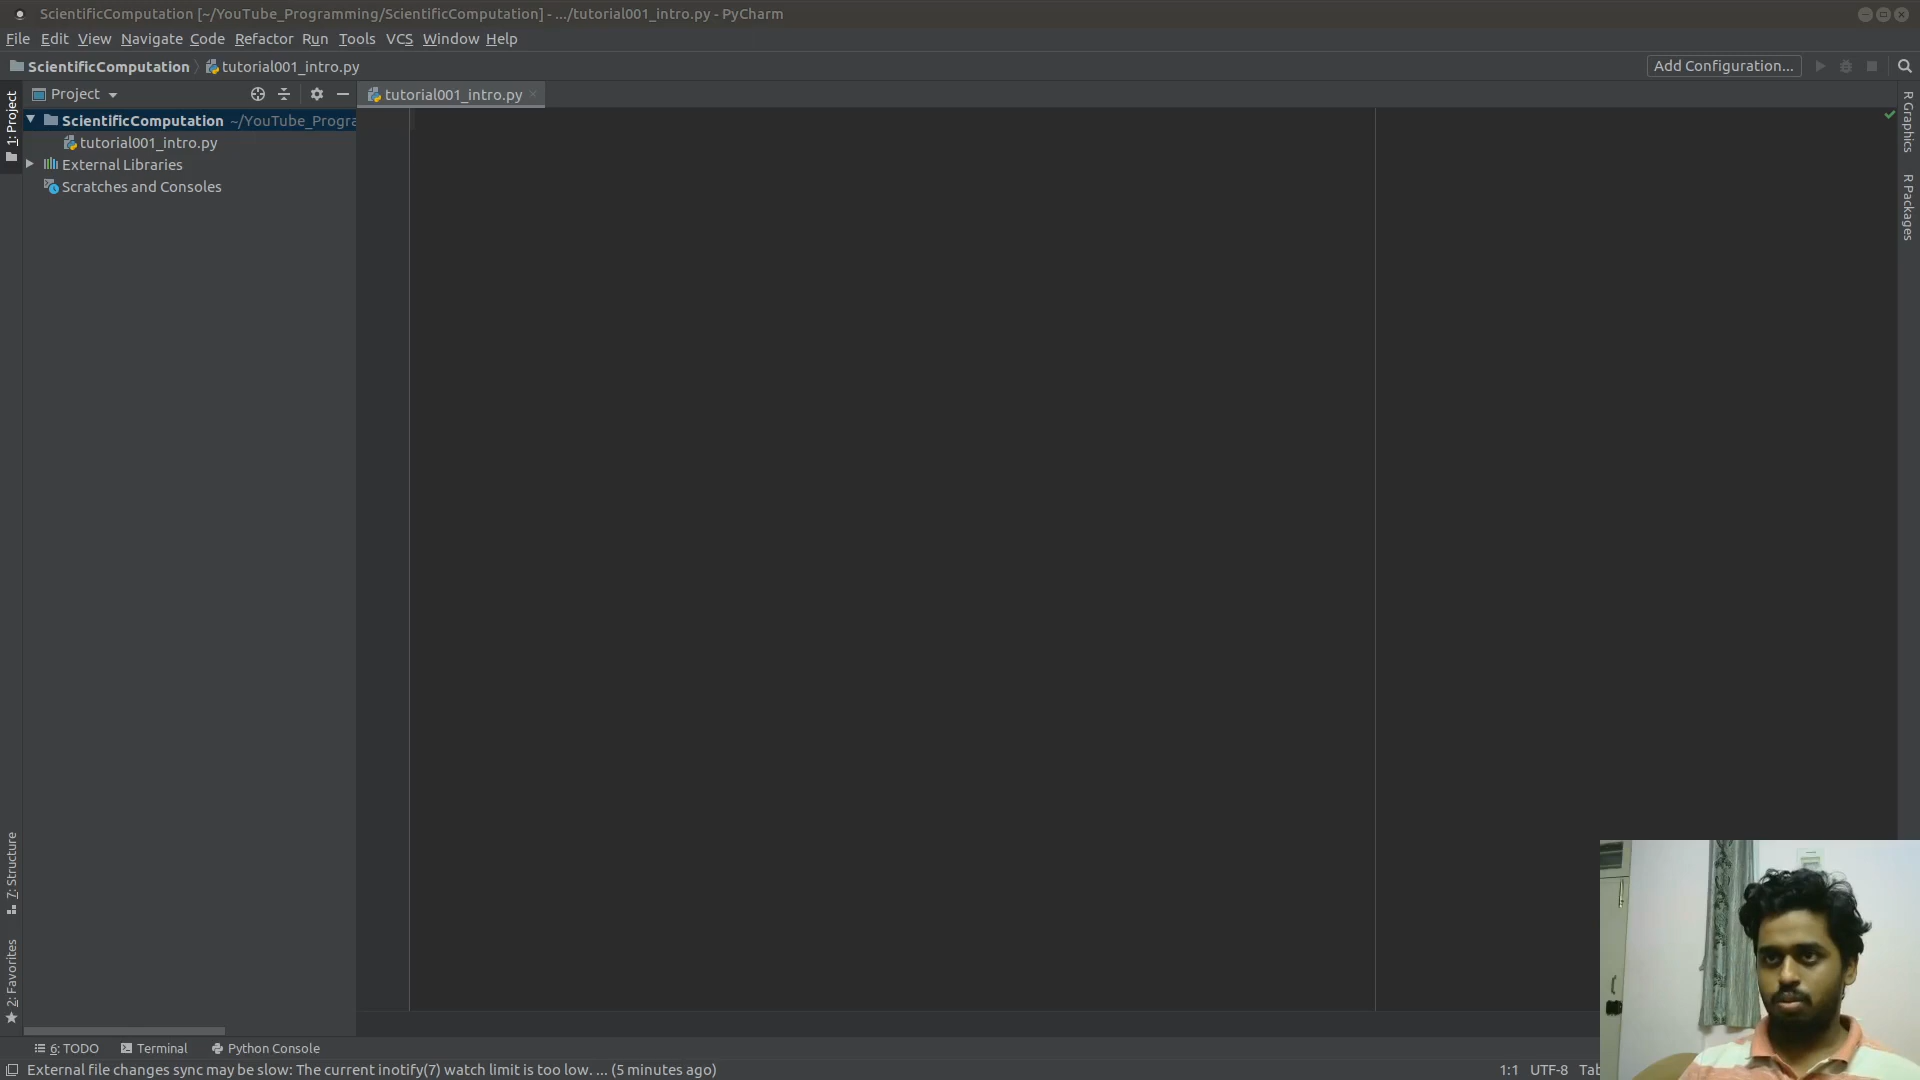 ScientificComputation [~/YouTube_Programming/ScientificComputation] - .../tutorial001_intro.py - PyCharm
File Edit View Navigate Code Refactor Run Tools VCS Window Help
ScientificComputation tutorial001_intro.py Add Configuration...
Project tutorial001_intro.py
ScientificComputation ~/YouTube_Progra
tutorial001_intro.py
External Libraries
Scratches and Consoles
1: Project
7: Structure
2: Favorites
R Graphics
R Packages
6: TODO Terminal Python Console
External file changes sync may be slow: The current inotify(7) watch limit is too low. ... (5 minutes ago) 1:1 UTF-8 Tab